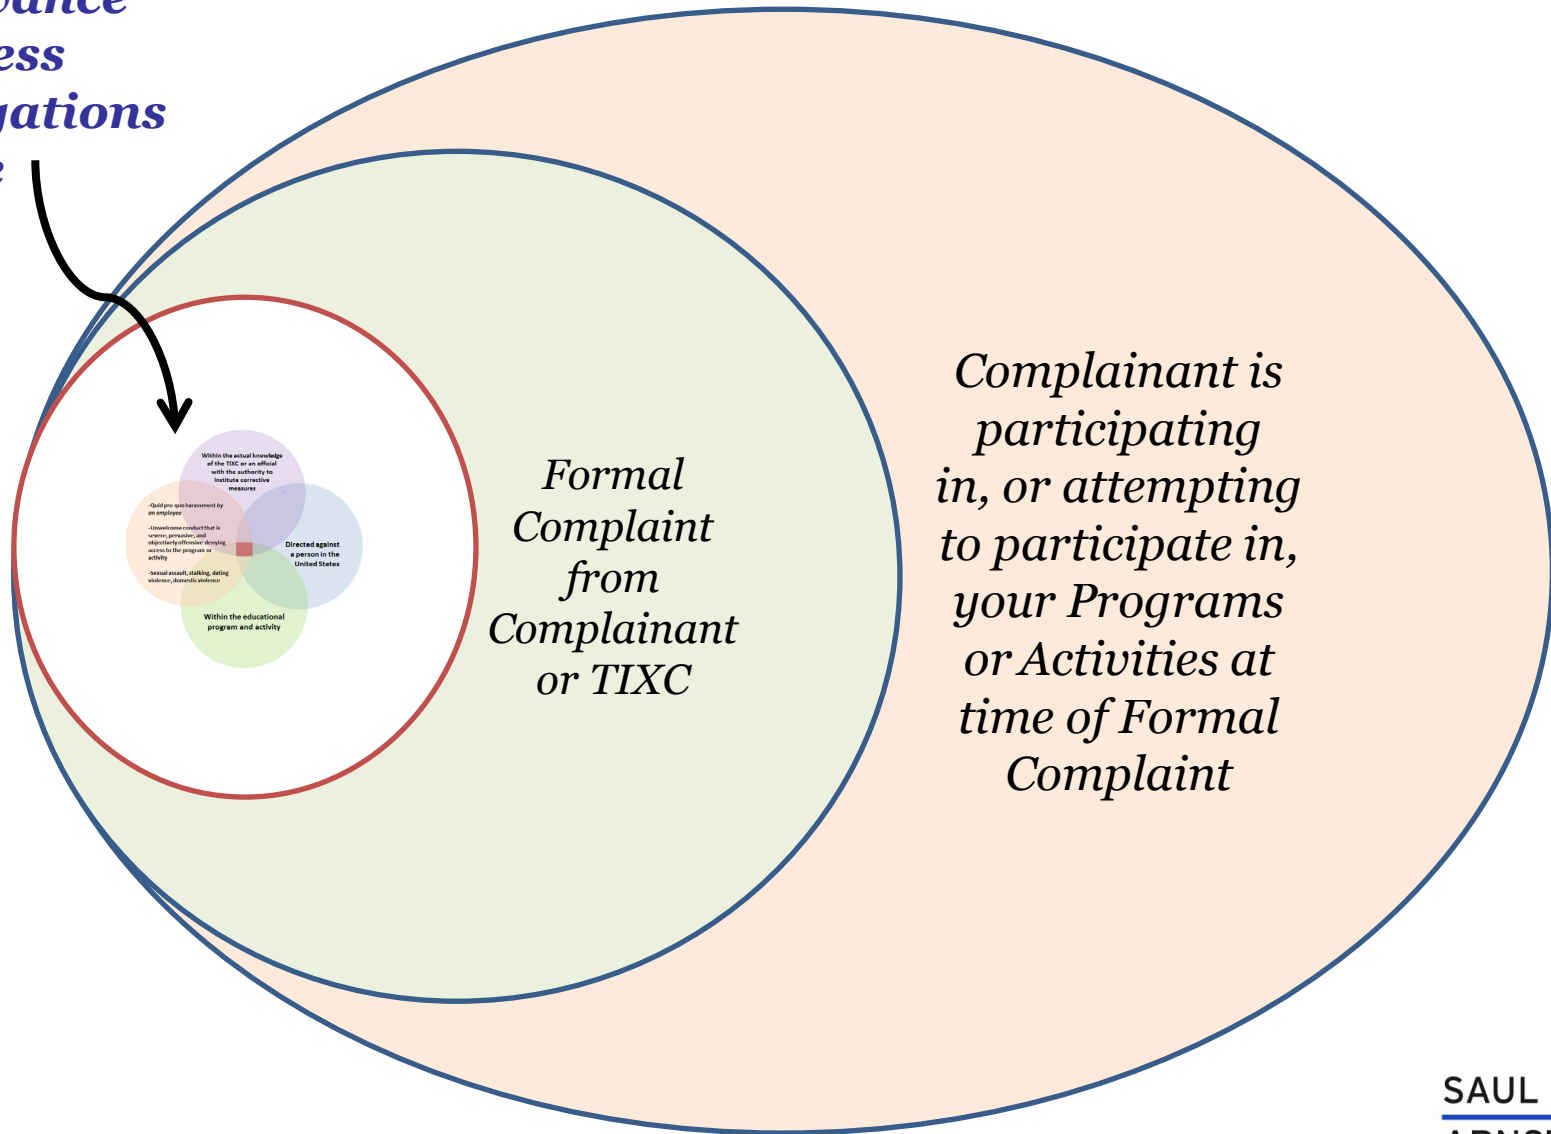 Within the actual knowledge
of the TIXC or an official
with the authority to
institute corrective
measures
-Quid pro quo harassment by
an employee
-Unwelcome conduct that is
severe, pervasive, and
objectively offensive denying
access to the program or
activity
-Sexual assault, stalking, dating
violence, domestic violence
Directed against
a person in the
United States
Within the educational
program and activity
Formal
Complaint
from
Complainant
or TIXC
Complainant is
participating
in, or attempting
to participate in,
your Programs
or Activities at
time of Formal
Complaint
SAUL